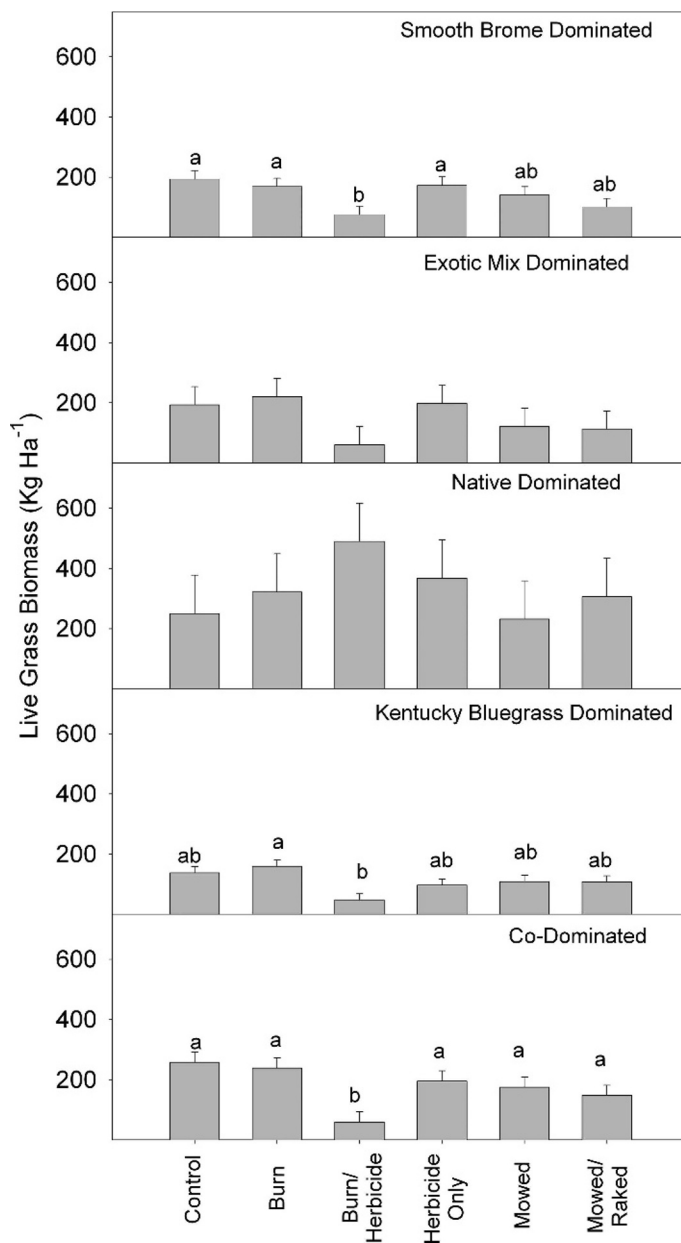 Smooth Brome Dominated
600
400
200
a a b a ab ab
Exotic Mix Dominated
600
400
200
Native Dominated
600
400
200
Kentucky Bluegrass Dominated
600
400
200
ab a b ab ab ab
Co-Dominated
600
400
200
a a b a a a
Live Grass Biomass (Kg Ha⁻¹)
Control
Burn
Burn/
Herbicide
Herbicide
Only
Mowed
Mowed/
Raked